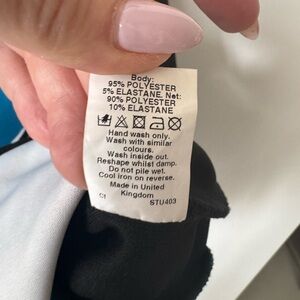 Body:
95% POLYESTER
5% ELASTANE. Net:
90% POLYESTER
10% ELASTANE
Hand wash only.
Wash with similar
colours.
Wash inside out.
Reshape whilst damp.
Do not pile wet.
Cool iron on reverse.
Made in United
Kingdom
CI STU403